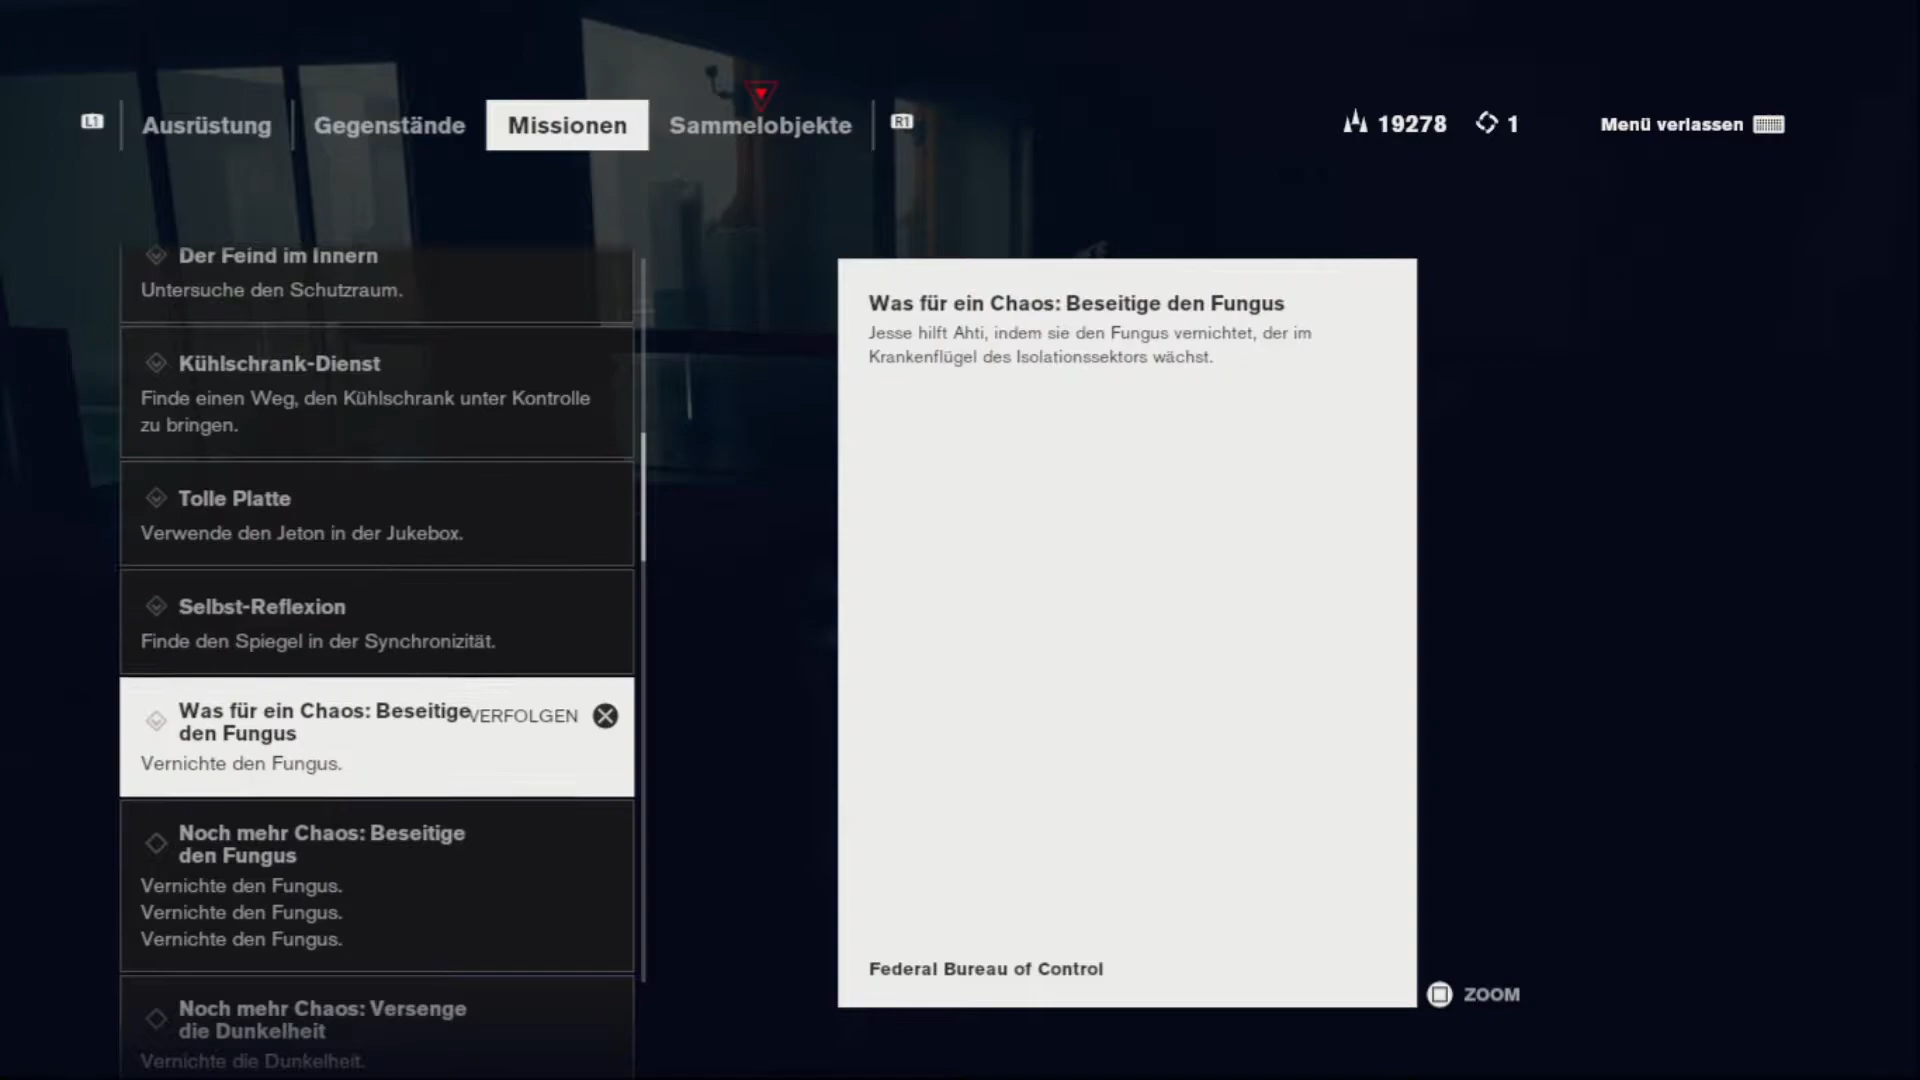 L1
Ausrüstung
Gegenstände
Missionen
Sammelobjekte
R1
19278
1
Menü verlassen
Der Feind im Innern
Untersuche den Schutzraum.
Kühlschrank-Dienst
Finde einen Weg, den Kühlschrank unter Kontrolle
zu bringen.
Tolle Platte
Verwende den Jeton in der Jukebox.
Selbst-Reflexion
Finde den Spiegel in der Synchronizität.
Was für ein Chaos: Beseitige
den Fungus
VERFOLGEN
Vernichte den Fungus.
Noch mehr Chaos: Beseitige
den Fungus
Vernichte den Fungus.
Vernichte den Fungus.
Vernichte den Fungus.
Noch mehr Chaos: Versenge
die Dunkelheit
Vernichte die Dunkelheit.
Was für ein Chaos: Beseitige den Fungus
Jesse hilft Ahti, indem sie den Fungus vernichtet, der im
Krankenflügel des Isolationssektors wächst.
Federal Bureau of Control
ZOOM